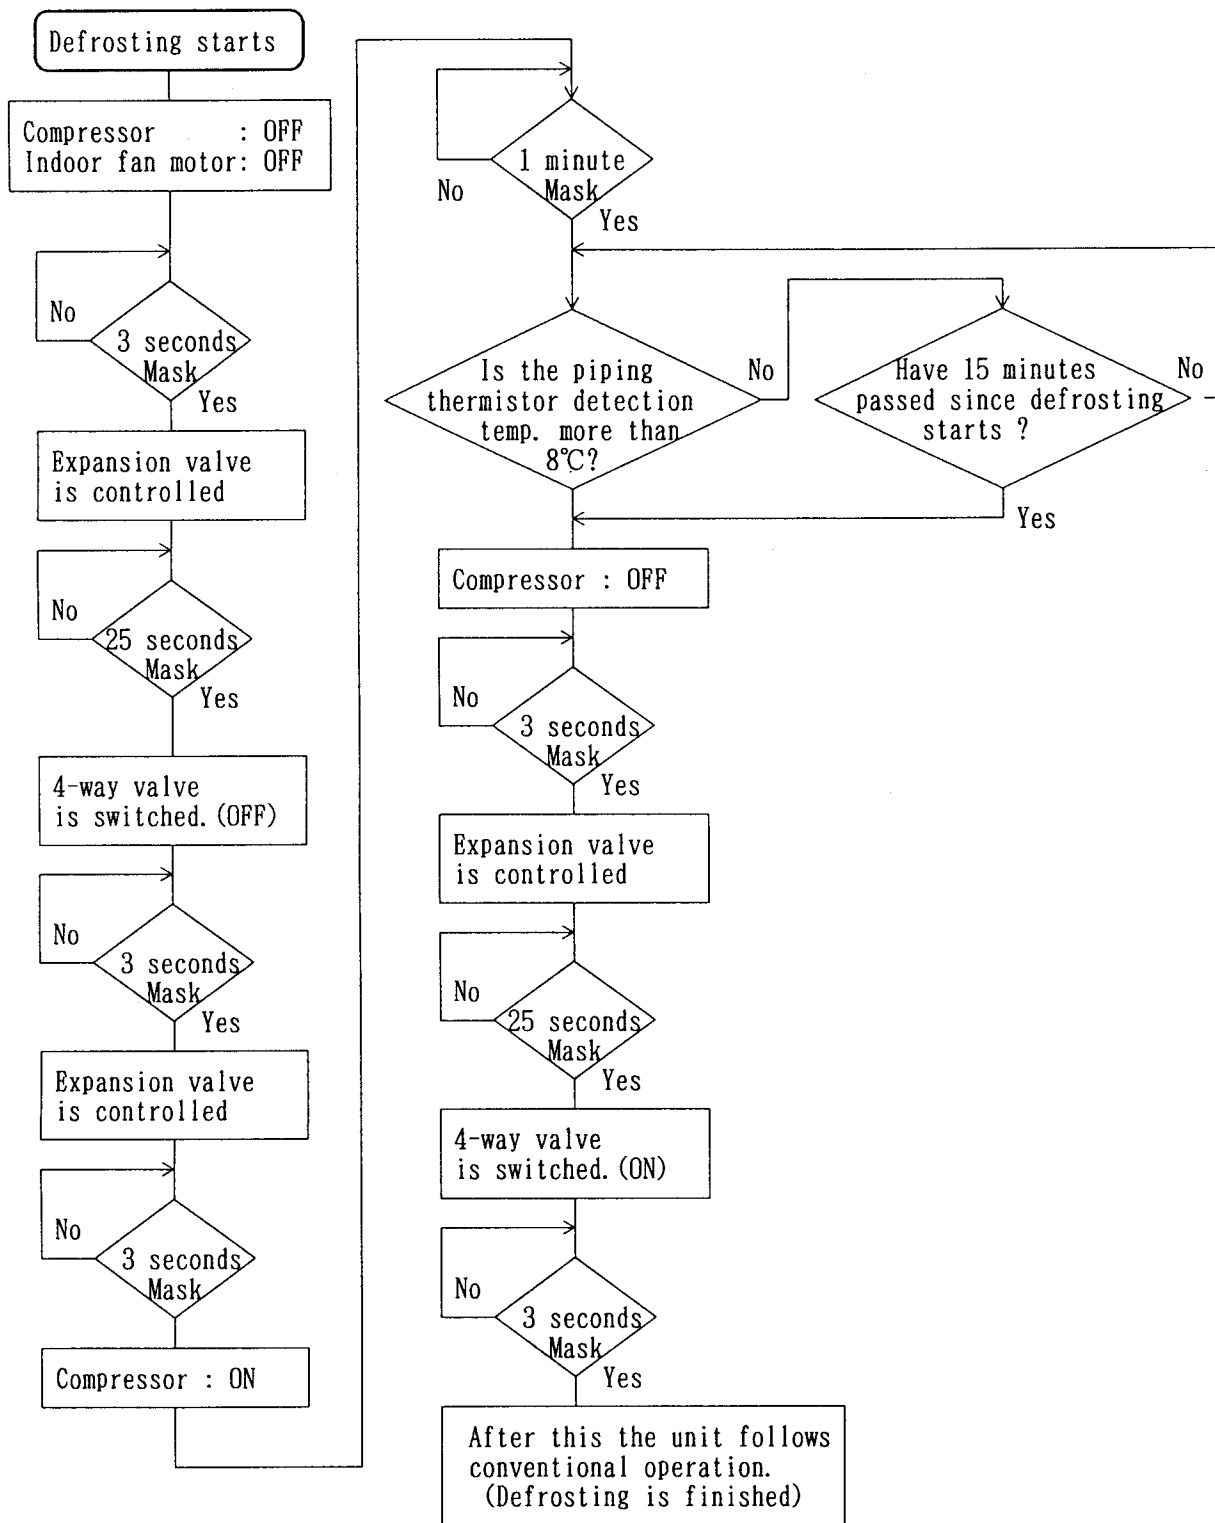 Defrosting starts
Compressor : OFF
Indoor fan motor: OFF
No
3 seconds
Mask
Yes
Expansion valve
is controlled
No
25 seconds
Mask
Yes
4-way valve
is switched.(OFF)
No
3 seconds
Mask
Yes
Expansion valve
is controlled
No
3 seconds
Mask
Compressor : ON
1 minute
Mask
No
Yes
Is the piping
thermistor detection
temp. more than
8℃?
No
Have 15 minutes
passed since defrosting
starts ?
No
Yes
Compressor : OFF
No
3 seconds
Mask
Yes
Expansion valve
is controlled
No
25 seconds
Mask
Yes
4-way valve
is switched.(ON)
No
3 seconds
Mask
Yes
After this the unit follows
conventional operation.
(Defrosting is finished)